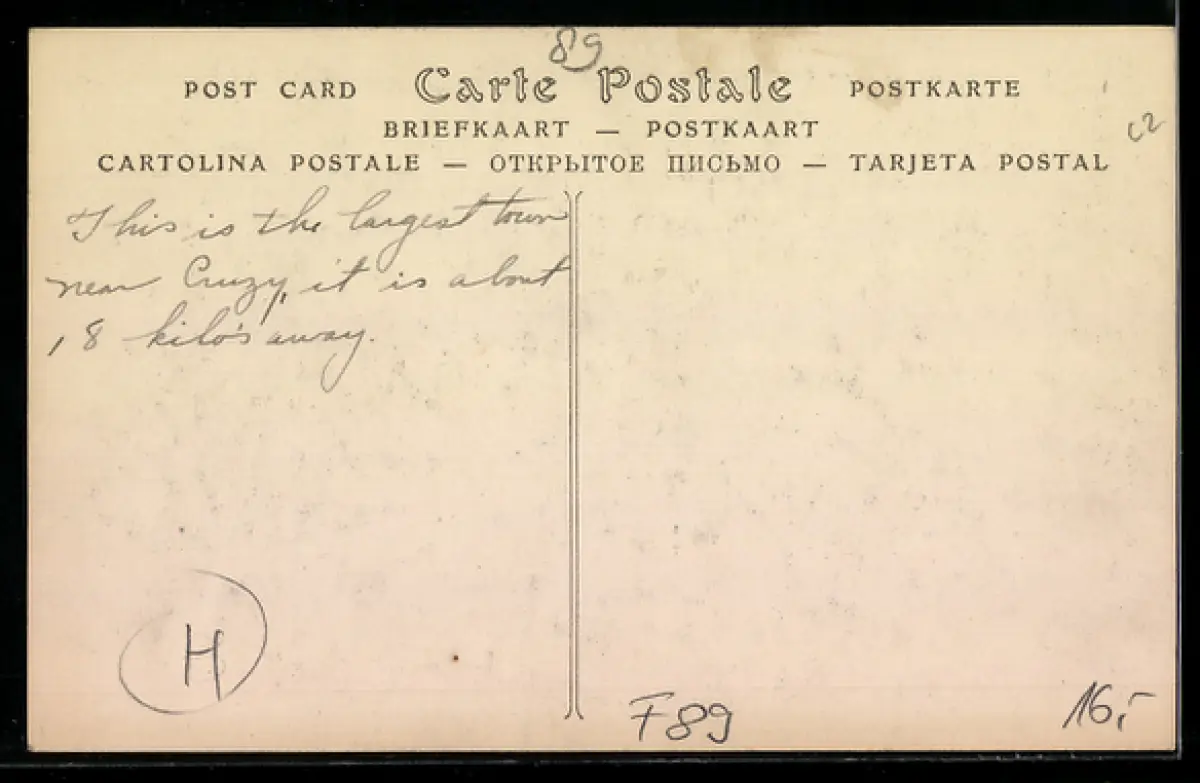 89
POST CARD Carte Postale POSTKARTE
BRIEFKAART — POSTKAART
C2
CARTOLINA POSTALE — ОТКРЫТОЕ ПИСЬМО — TARJETA POSTAL
This is the largest town
near Cruzy, it is about
18 kilo's away.
H
F89
16,-